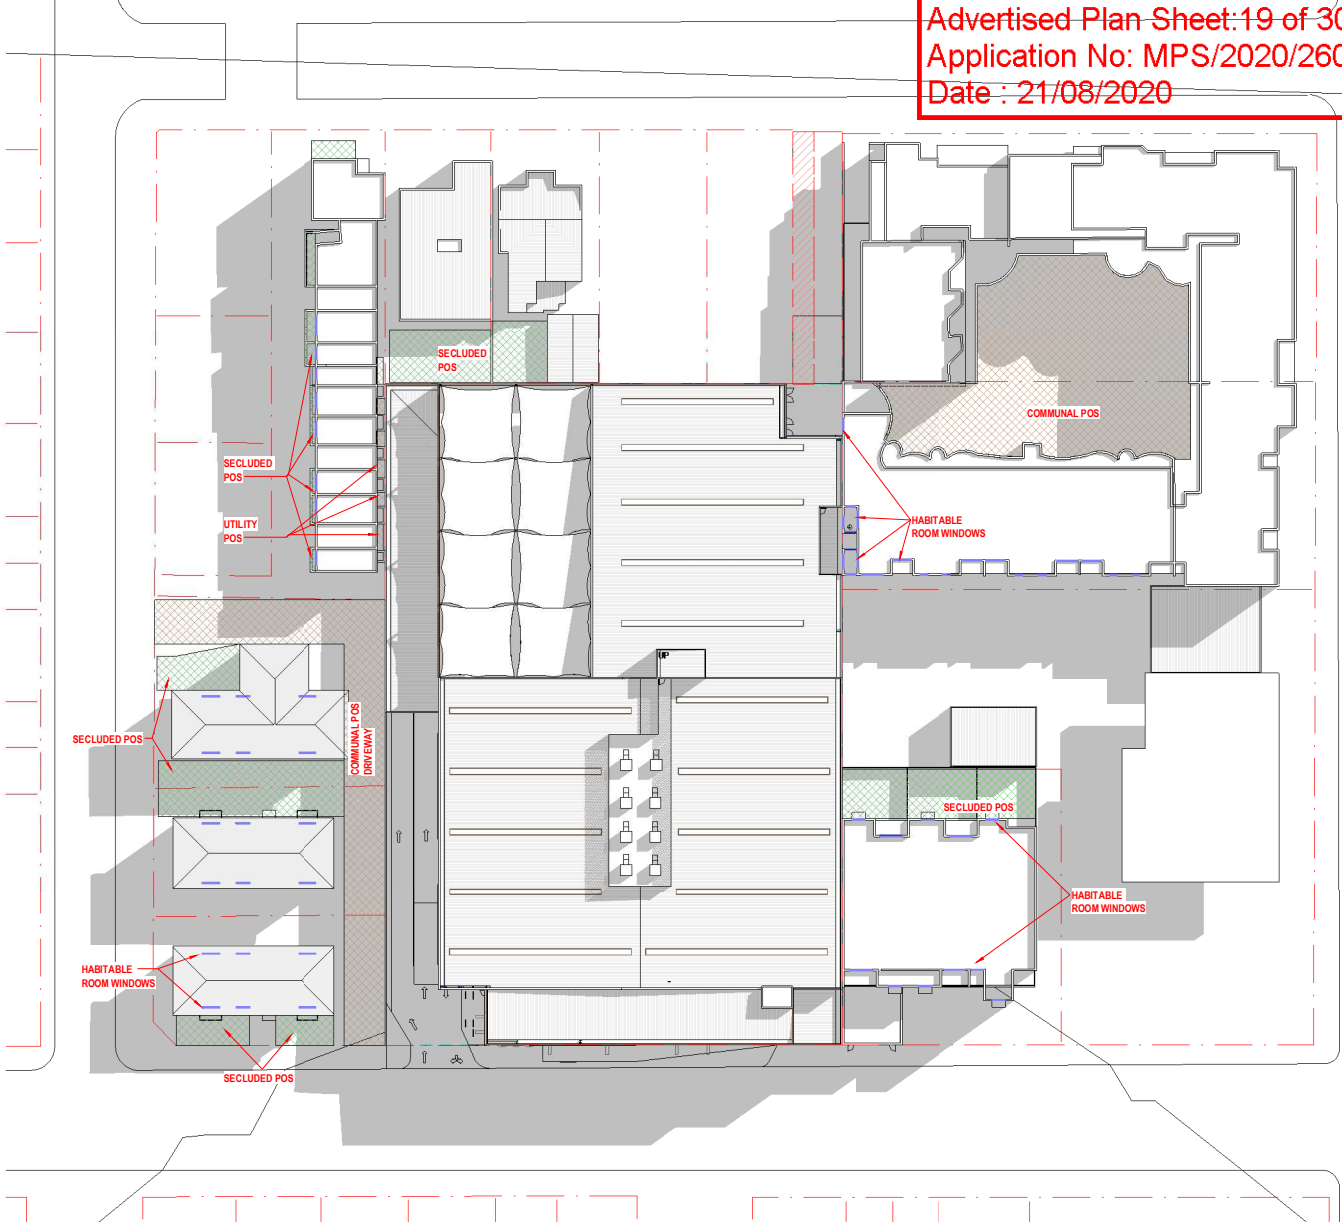 Advertised Plan Sheet:19 of 30
Application No: MPS/2020/260
Date : 21/08/2020
SECLUDED
POS
COMMUNAL POS
SECLUDED
POS
UTILITY
POS
HABITABLE
ROOM WINDOWS
UP
SECLUDED POS
COMMUNAL POS
DRIVEWAY
SECLUDED POS
HABITABLE
ROOM WINDOWS
HABITABLE
ROOM WINDOWS
SECLUDED POS